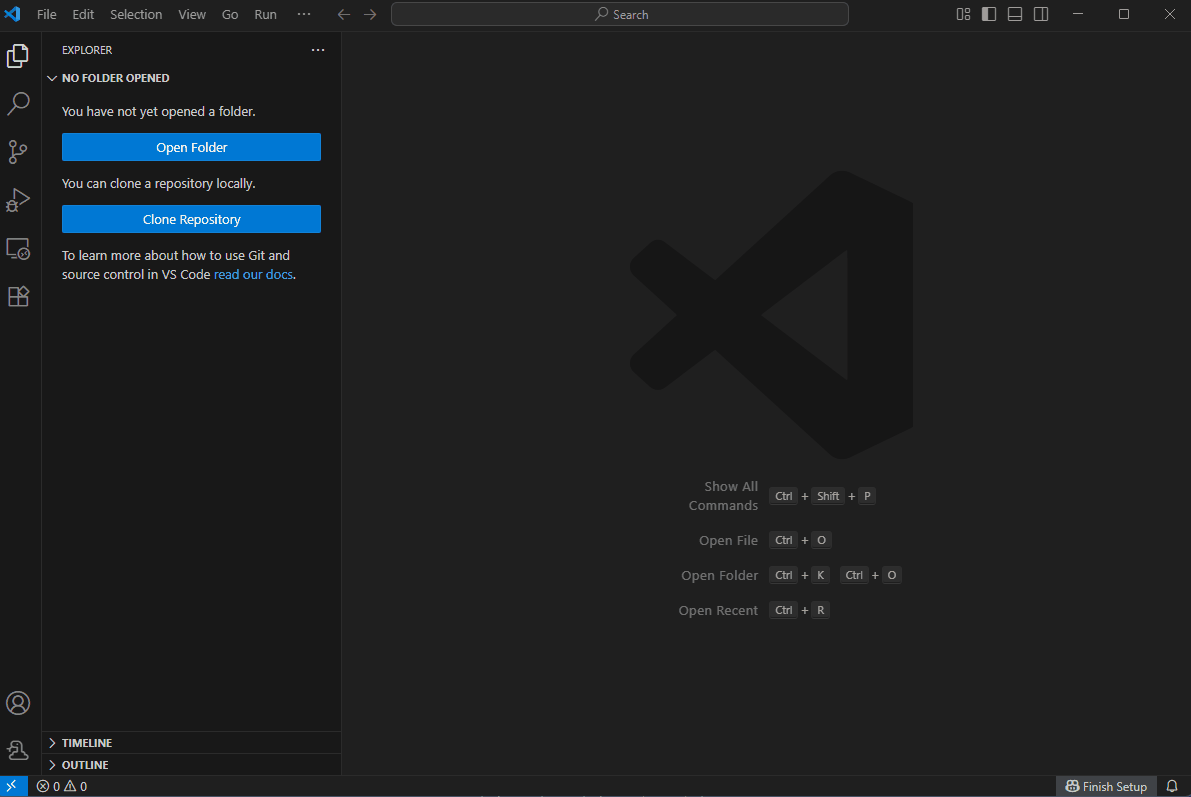 File Edit Selection View Go Run ··· Search
EXPLORER ···
NO FOLDER OPENED
You have not yet opened a folder.
Open Folder
You can clone a repository locally.
Clone Repository
To learn more about how to use Git and
source control in VS Code read our docs.
Show All
Commands Ctrl + Shift + P
Open File Ctrl + O
Open Folder Ctrl + K Ctrl + O
Open Recent Ctrl + R
TIMELINE
OUTLINE
0 0 Finish Setup